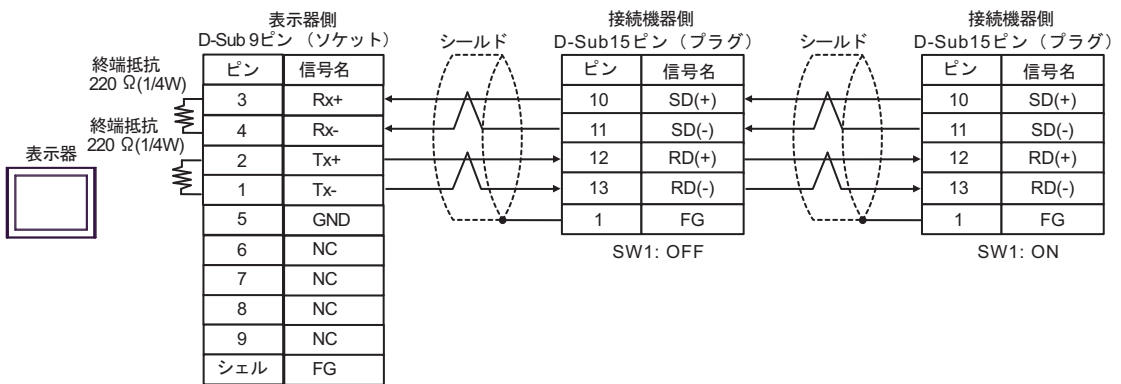 表示器側
D-Sub 9ピン （ソケット）
シールド
接続機器側
D-Sub15ピン（プラグ）
シールド
接続機器側
D-Sub15ピン（プラグ）
終端抵抗
220 Ω(1/4W)
終端抵抗
220 Ω(1/4W)
表示器
ピン 信号名
3 Rx+
4 Rx-
2 Tx+
1 Tx-
5 GND
6 NC
7 NC
8 NC
9 NC
シェル FG
ピン 信号名
10 SD(+)
11 SD(-)
12 RD(+)
13 RD(-)
1 FG
SW1: OFF
ピン 信号名
10 SD(+)
11 SD(-)
12 RD(+)
13 RD(-)
1 FG
SW1: ON